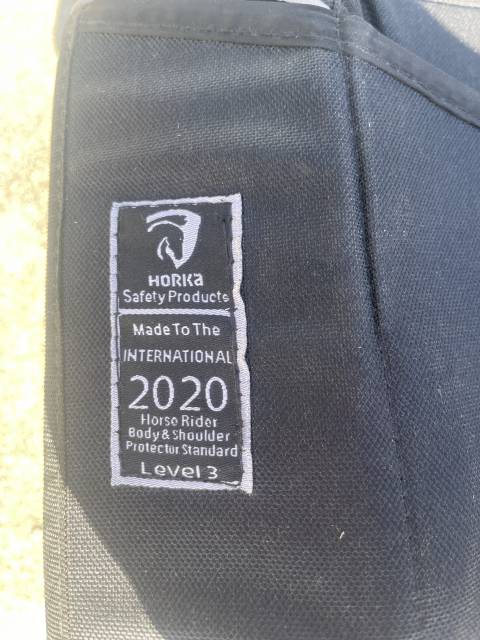 HORKa
Safety Products
Made To The
INTERNATIONAL
2020
Horse Rider
Body & Shoulder
Protector Standard
Level 3